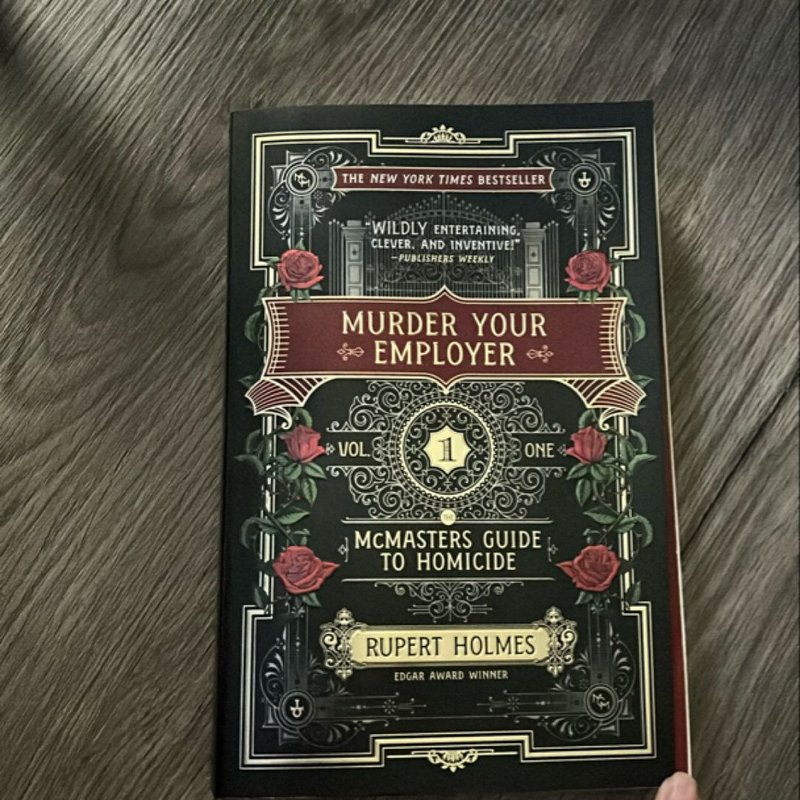 THE NEW YORK TIMES BESTSELLER
"WILDLY ENTERTAINING,
CLEVER, AND INVENTIVE!"
—PUBLISHERS WEEKLY
MURDER YOUR
EMPLOYER
VOL. 1 ONE
THE
MCMASTERS GUIDE
TO HOMICIDE
RUPERT HOLMES
EDGAR AWARD WINNER